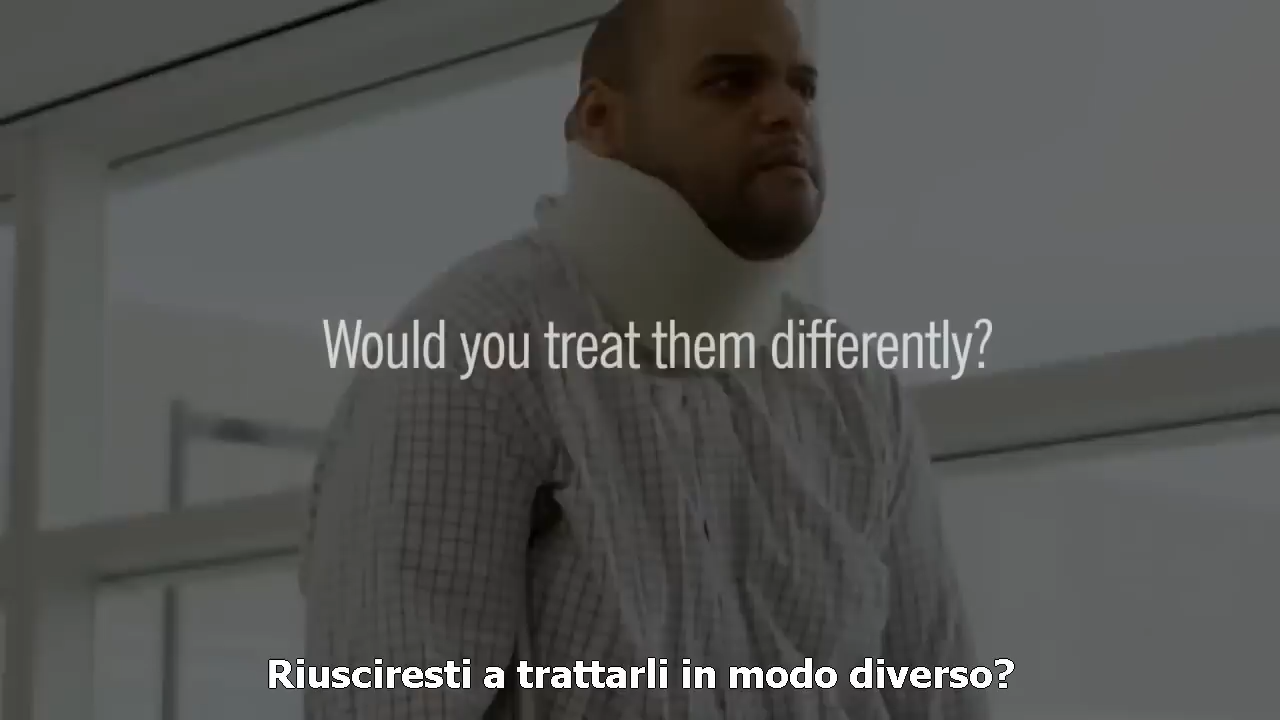 Would you treat them differently?
Riusciresti a trattarli in modo diverso?